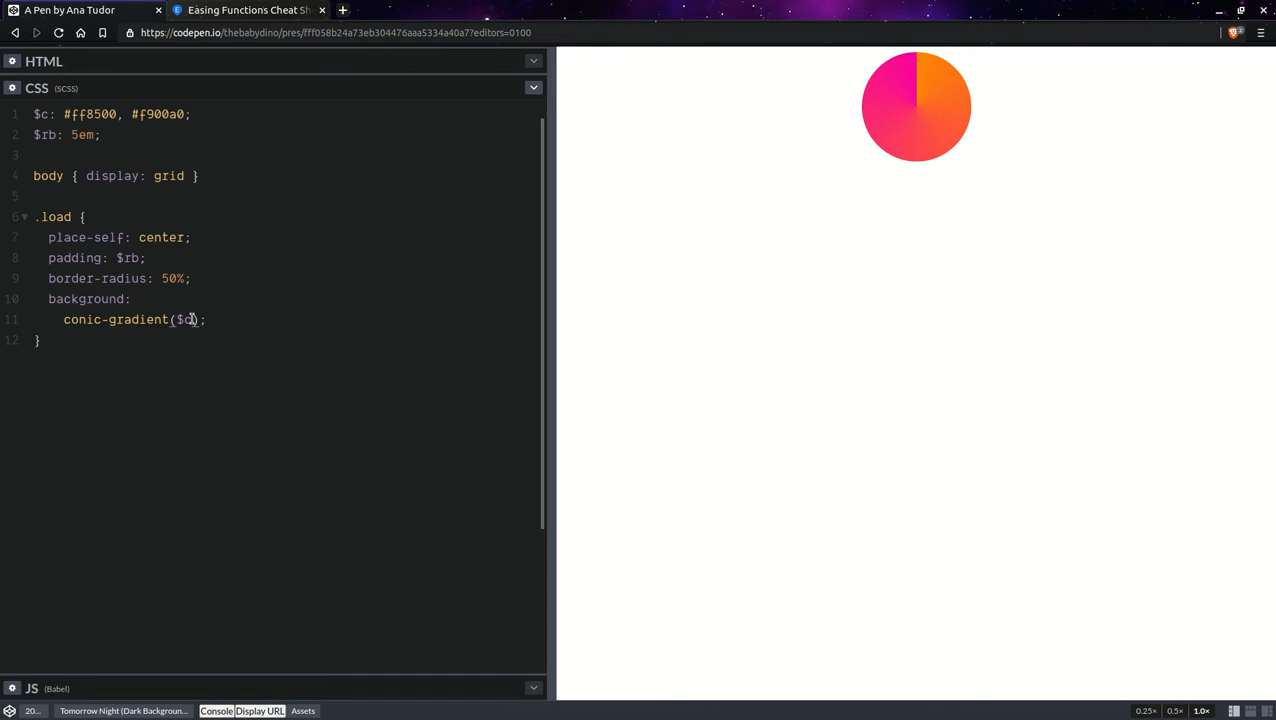 A Pen by Ana Tudor
Easing Functions Cheat Sh
https://codepen.io/thebabydino/pres/fff058b24a73eb304476aaa5334a40a7?editors=0100
2
HTML
CSS (SCSS)
1 $c: #ff8500, #f900a0;
2 $rb: 5em;
3
4 body { display: grid }
5
6 .load {
7 place-self: center;
8 padding: $rb;
9 border-radius: 50%;
10 background:
11 conic-gradient($c);
12 }
JS (Babel)
20... Tomorrow Night (Dark Backgroun... Console Display URL Assets 0.25× 0.5× 1.0×